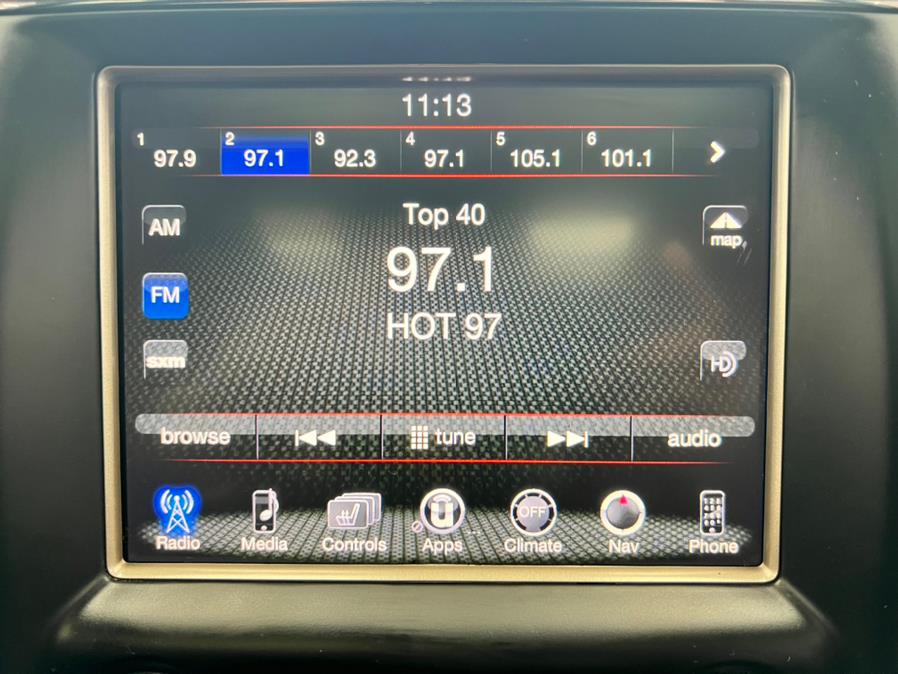 11:13
1 97.9 2 97.1 3 92.3 4 97.1 5 105.1 6 101.1
Top 40
AM
map
97.1
FM
HOT 97
sxm
HD
browse tune audio
OFF
Radio Media Controls Apps Climate Nav Phone